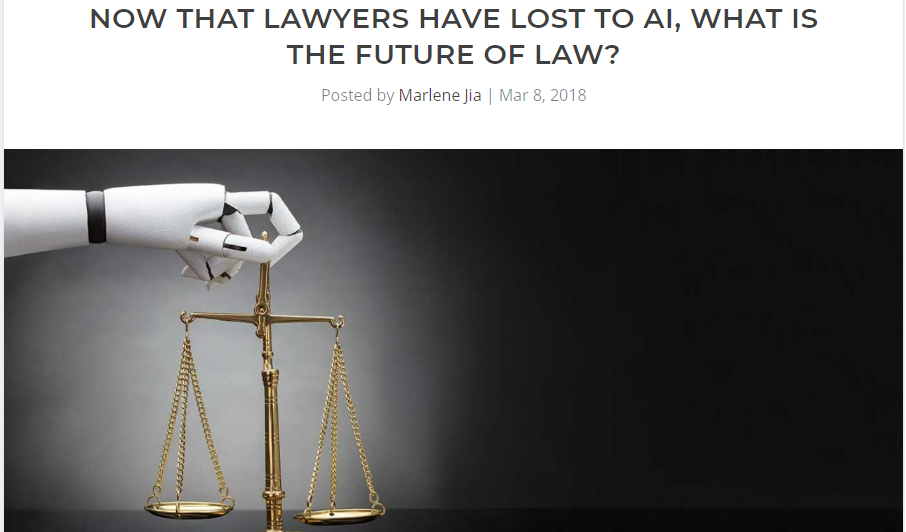 NOW THAT LAWYERS HAVE LOST TO AI, WHAT IS
THE FUTURE OF LAW?
Posted by Marlene Jia | Mar 8, 2018